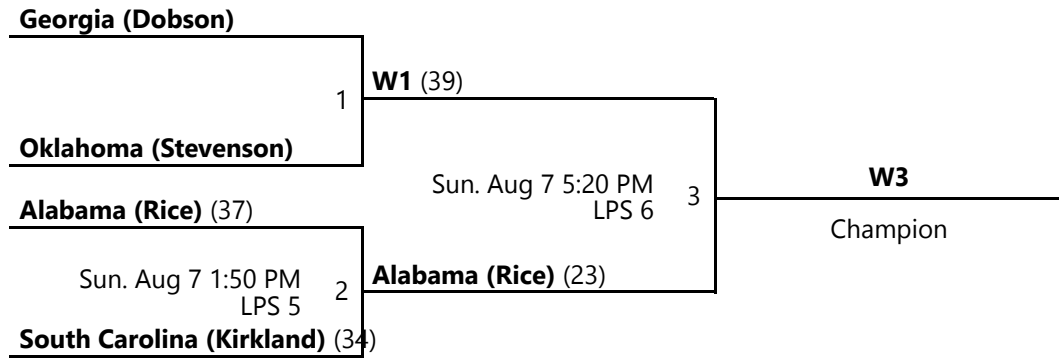 Georgia (Dobson)
W1 (39)
1
Oklahoma (Stevenson)
Sun. Aug 7 5:20 PM
LPS 6
3
W3
Champion
Alabama (Rice) (37)
Sun. Aug 7 1:50 PM
LPS 5
2
Alabama (Rice) (23)
South Carolina (Kirkland) (34)